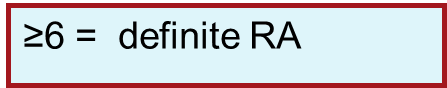 ≥6 = definite RA